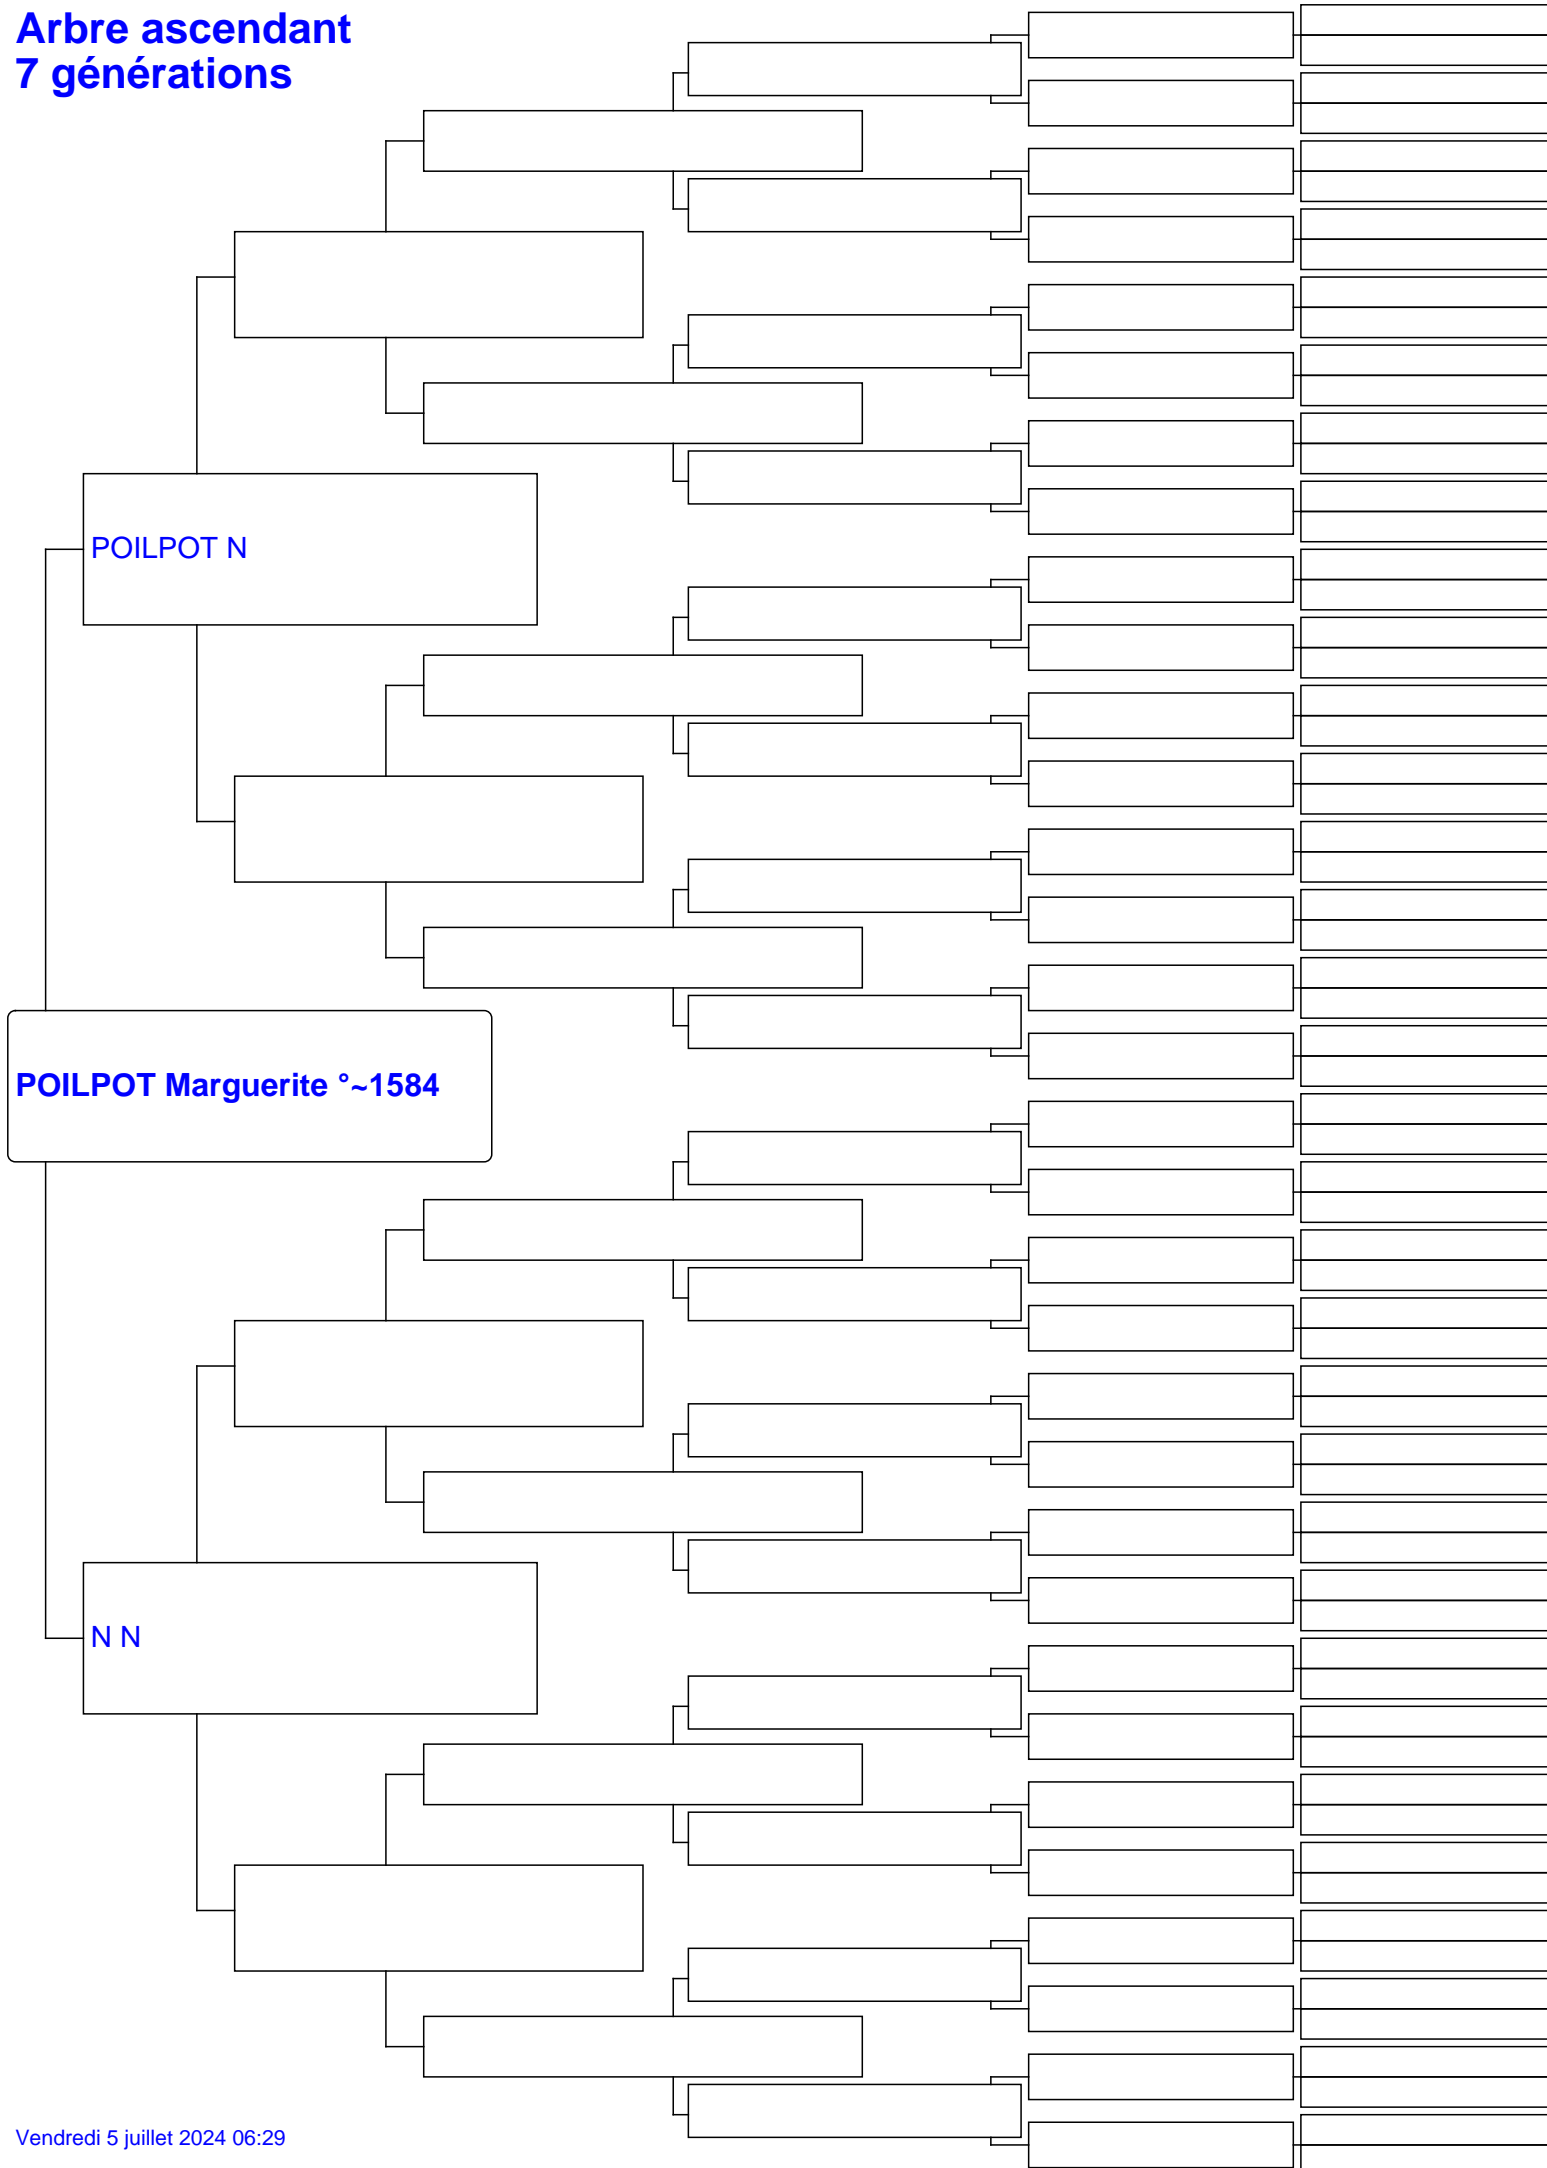 Arbre ascendant
7 générations
POILPOT N
POILPOT Marguerite °~1584
N N
Vendredi 5 juillet 2024 06:29